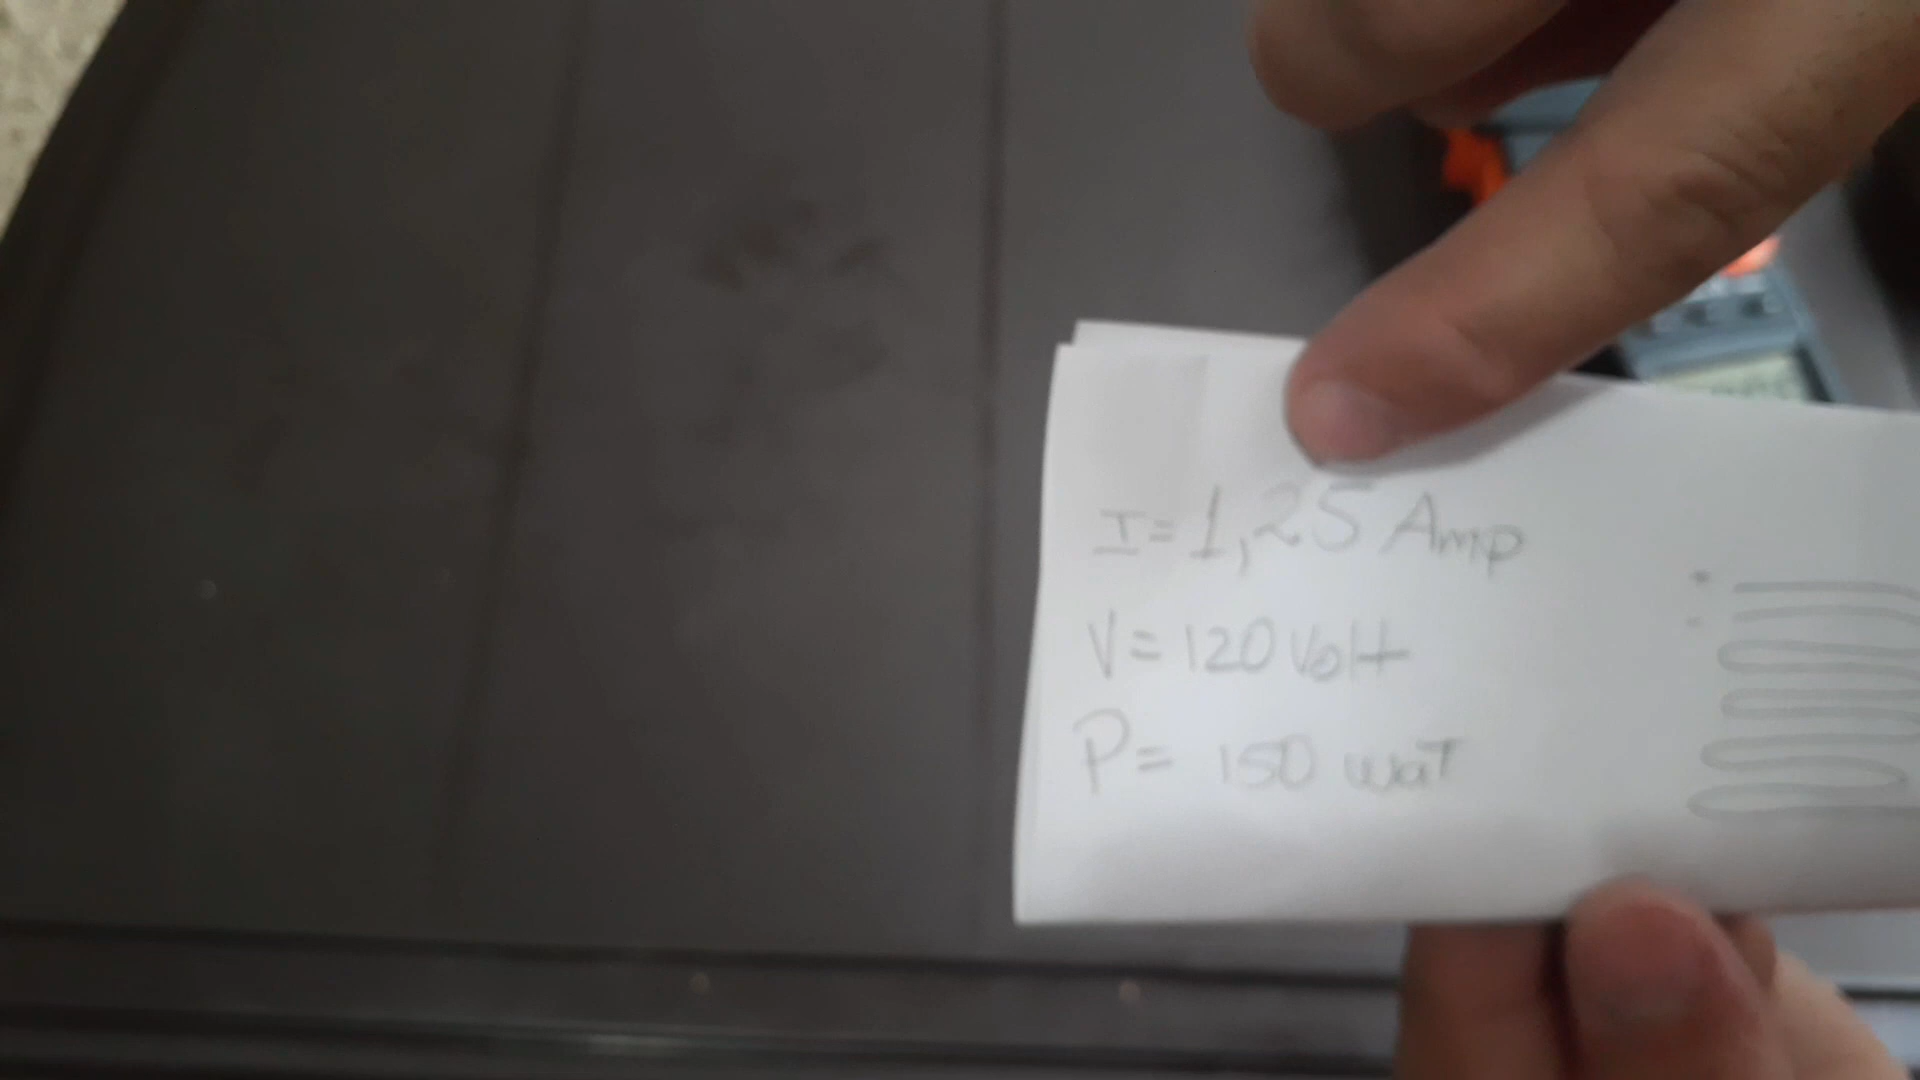 I = 1,25 Amp
V = 120 Volt
P = 150 waT